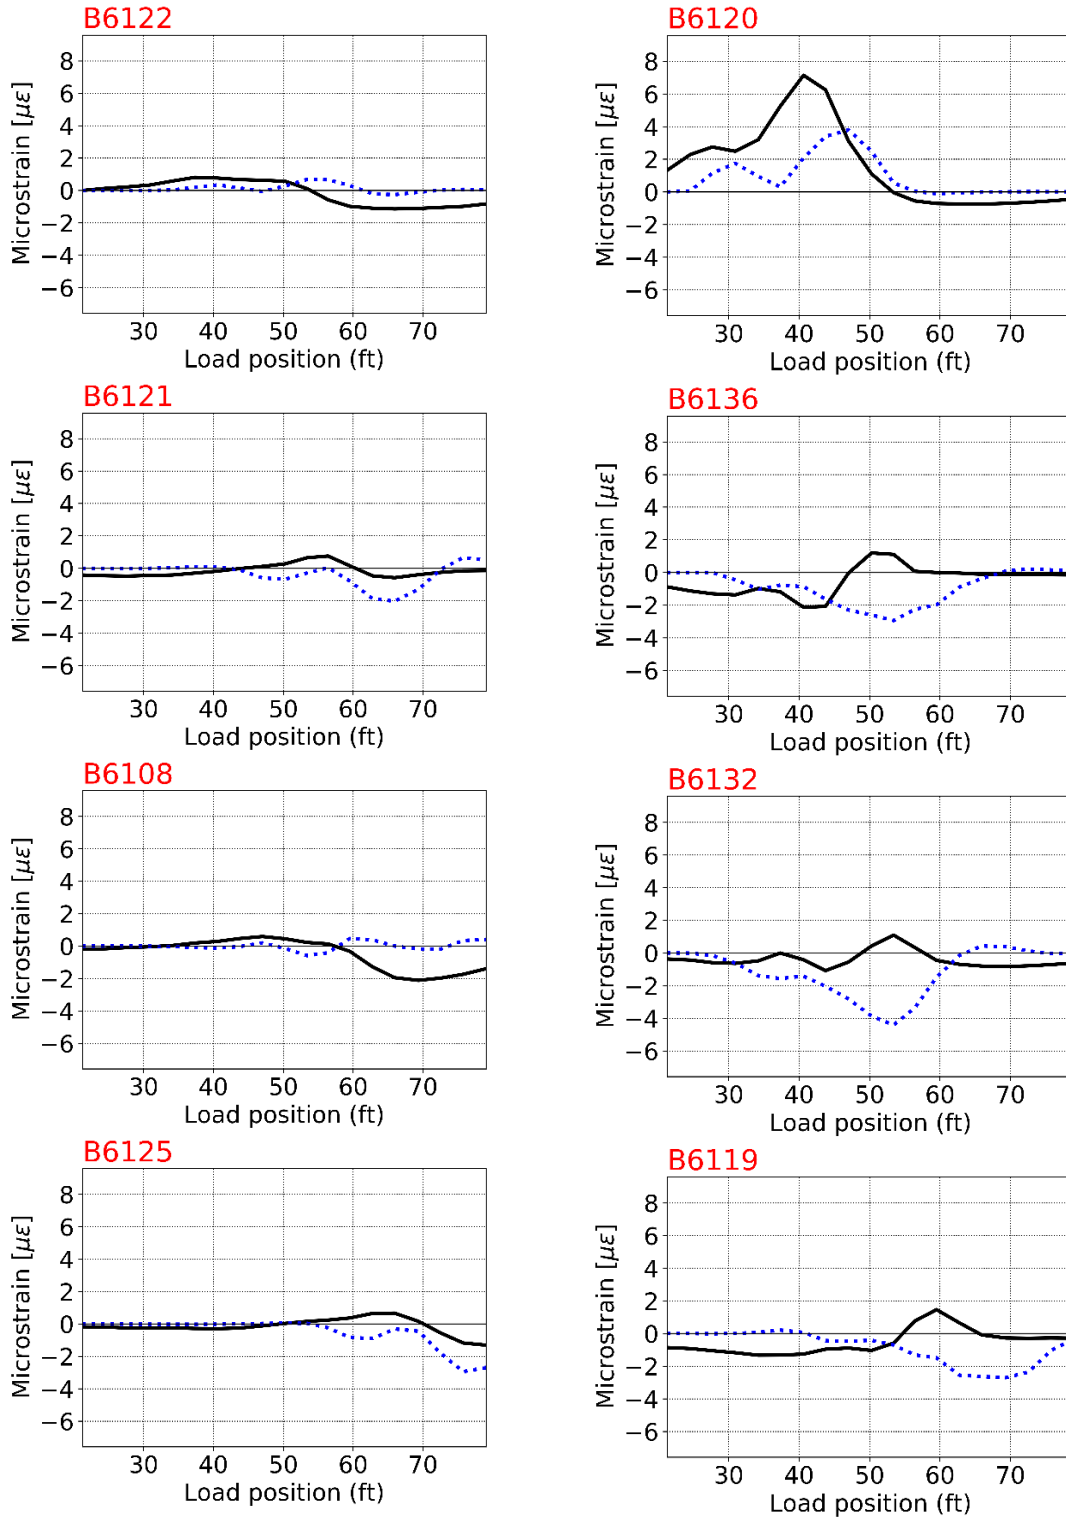 B6122
Microstrain [με]
8
6
4
2
0
−2
−4
−6
30 40 50 60 70
Load position (ft)
B6120
Microstrain [με]
8
6
4
2
0
−2
−4
−6
30 40 50 60 70
Load position (ft)
B6121
Microstrain [με]
8
6
4
2
0
−2
−4
−6
30 40 50 60 70
Load position (ft)
B6136
Microstrain [με]
8
6
4
2
0
−2
−4
−6
30 40 50 60 70
Load position (ft)
B6108
Microstrain [με]
8
6
4
2
0
−2
−4
−6
30 40 50 60 70
Load position (ft)
B6132
Microstrain [με]
8
6
4
2
0
−2
−4
−6
30 40 50 60 70
Load position (ft)
B6125
Microstrain [με]
8
6
4
2
0
−2
−4
−6
30 40 50 60 70
Load position (ft)
B6119
Microstrain [με]
8
6
4
2
0
−2
−4
−6
30 40 50 60 70
Load position (ft)